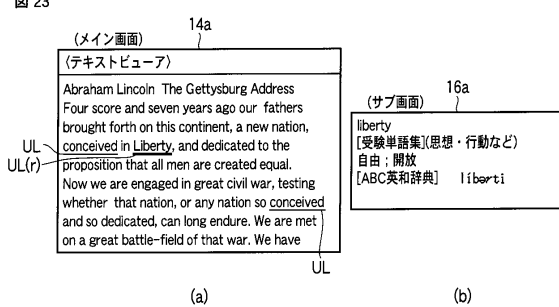 図 23
14a
(メイン画面)
〈テキストビューア〉
Abraham Lincoln The Gettysburg Address
Four score and seven years ago our fathers
brought forth on this continent, a new nation,
conceived in Liberty, and dedicated to the
proposition that all men are created equal.
Now we are engaged in great civil war, testing
whether that nation, or any nation so conceived
and so dedicated, can long endure. We are met
on a great battle-field of that war. We have
UL
UL(r)
UL
(a)
16a
(サブ画面)
liberty
[受験単語集](思想・行動など)
自由；開放
[ABC英和辞典] líbərti
(b)